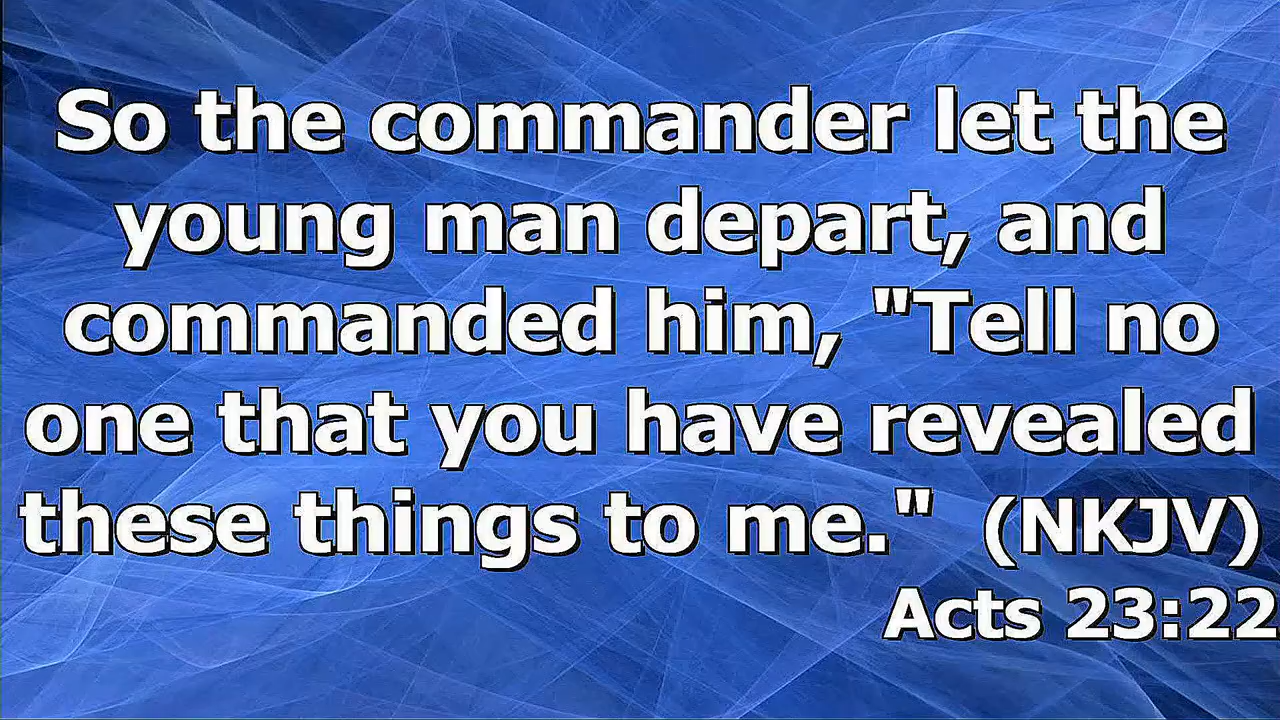 So the commander let the
young man depart, and
commanded him, "Tell no
one that you have revealed
these things to me." (NKJV)
Acts 23:22